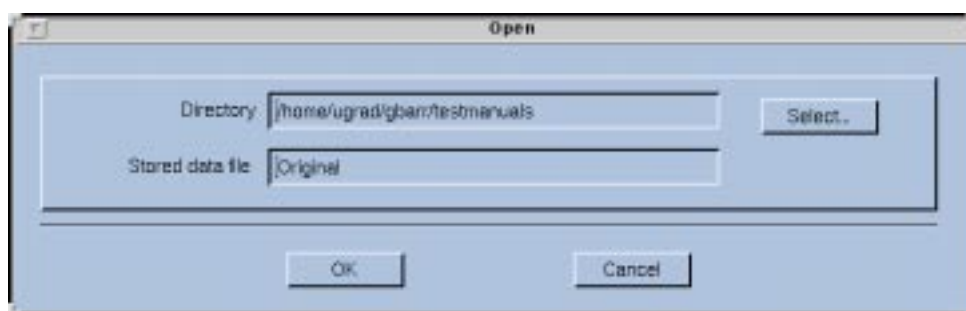 Open
Directory /home/ugrad/gbarr/testmanuals Select..
Stored data file Original
OK Cancel